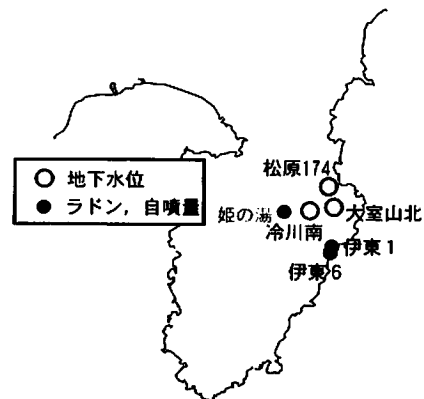 松原174
地下水位
ラドン，自噴量
姫の湯
大室山北
冷川南
伊東1
伊東6